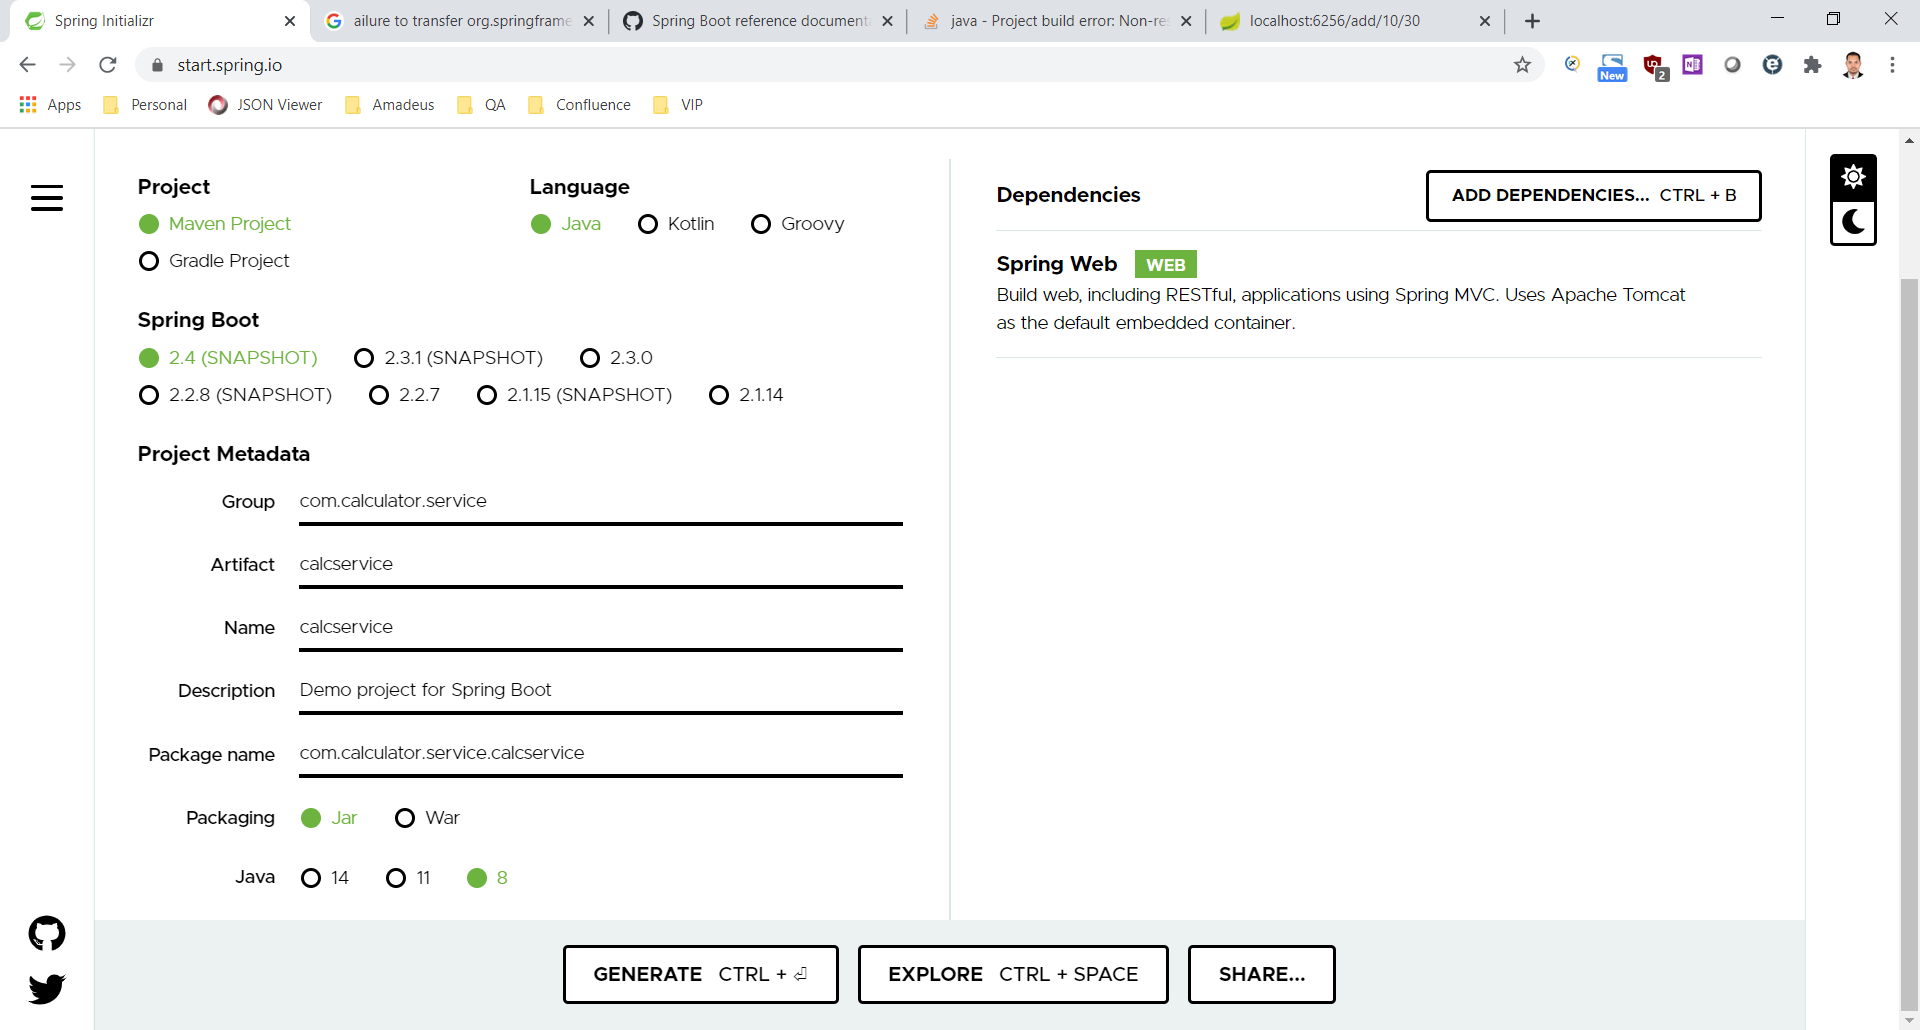 Spring Initializr
ailure to transfer org.springframe
Spring Boot reference documenta
java - Project build error: Non-res
localhost:6256/add/10/30
start.spring.io
New
2
Apps
Personal
JSON Viewer
Amadeus
QA
Confluence
VIP
Project
Maven Project
Gradle Project
Language
Java Kotlin Groovy
Spring Boot
2.4 (SNAPSHOT) 2.3.1 (SNAPSHOT) 2.3.0
2.2.8 (SNAPSHOT) 2.2.7 2.1.15 (SNAPSHOT) 2.1.14
Project Metadata
Group com.calculator.service
Artifact calcservice
Name calcservice
Description Demo project for Spring Boot
Package name com.calculator.service.calcservice
Packaging Jar War
Java 14 11 8
Dependencies
ADD DEPENDENCIES... CTRL + B
Spring Web WEB
Build web, including RESTful, applications using Spring MVC. Uses Apache Tomcat
as the default embedded container.
GENERATE CTRL + ⏎
EXPLORE CTRL + SPACE
SHARE...